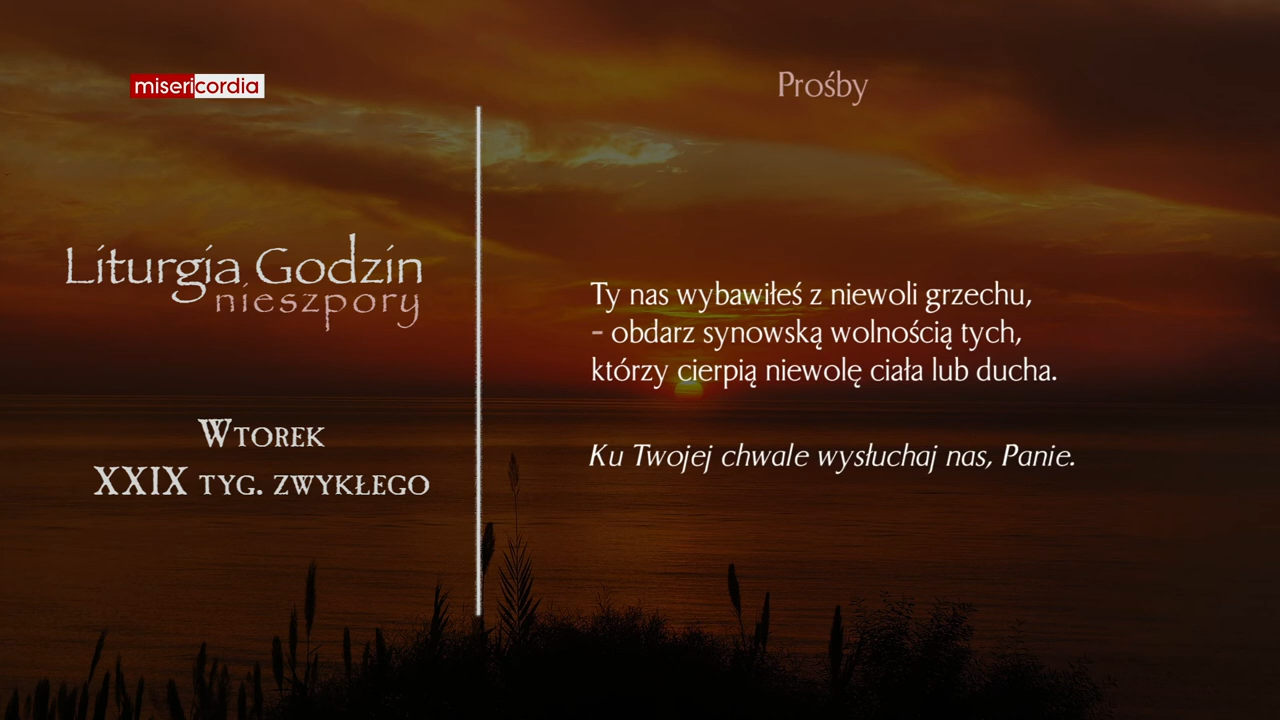 misericordia
Liturgia Godzin
nieszpory
Wtorek
XXIX tyg. zwykłego
Prośby
Ty nas wybawiłeś z niewoli grzechu,
- obdarz synowską wolnością tych,
którzy cierpią niewolę ciała lub ducha.
Ku Twojej chwale wysłuchaj nas, Panie.